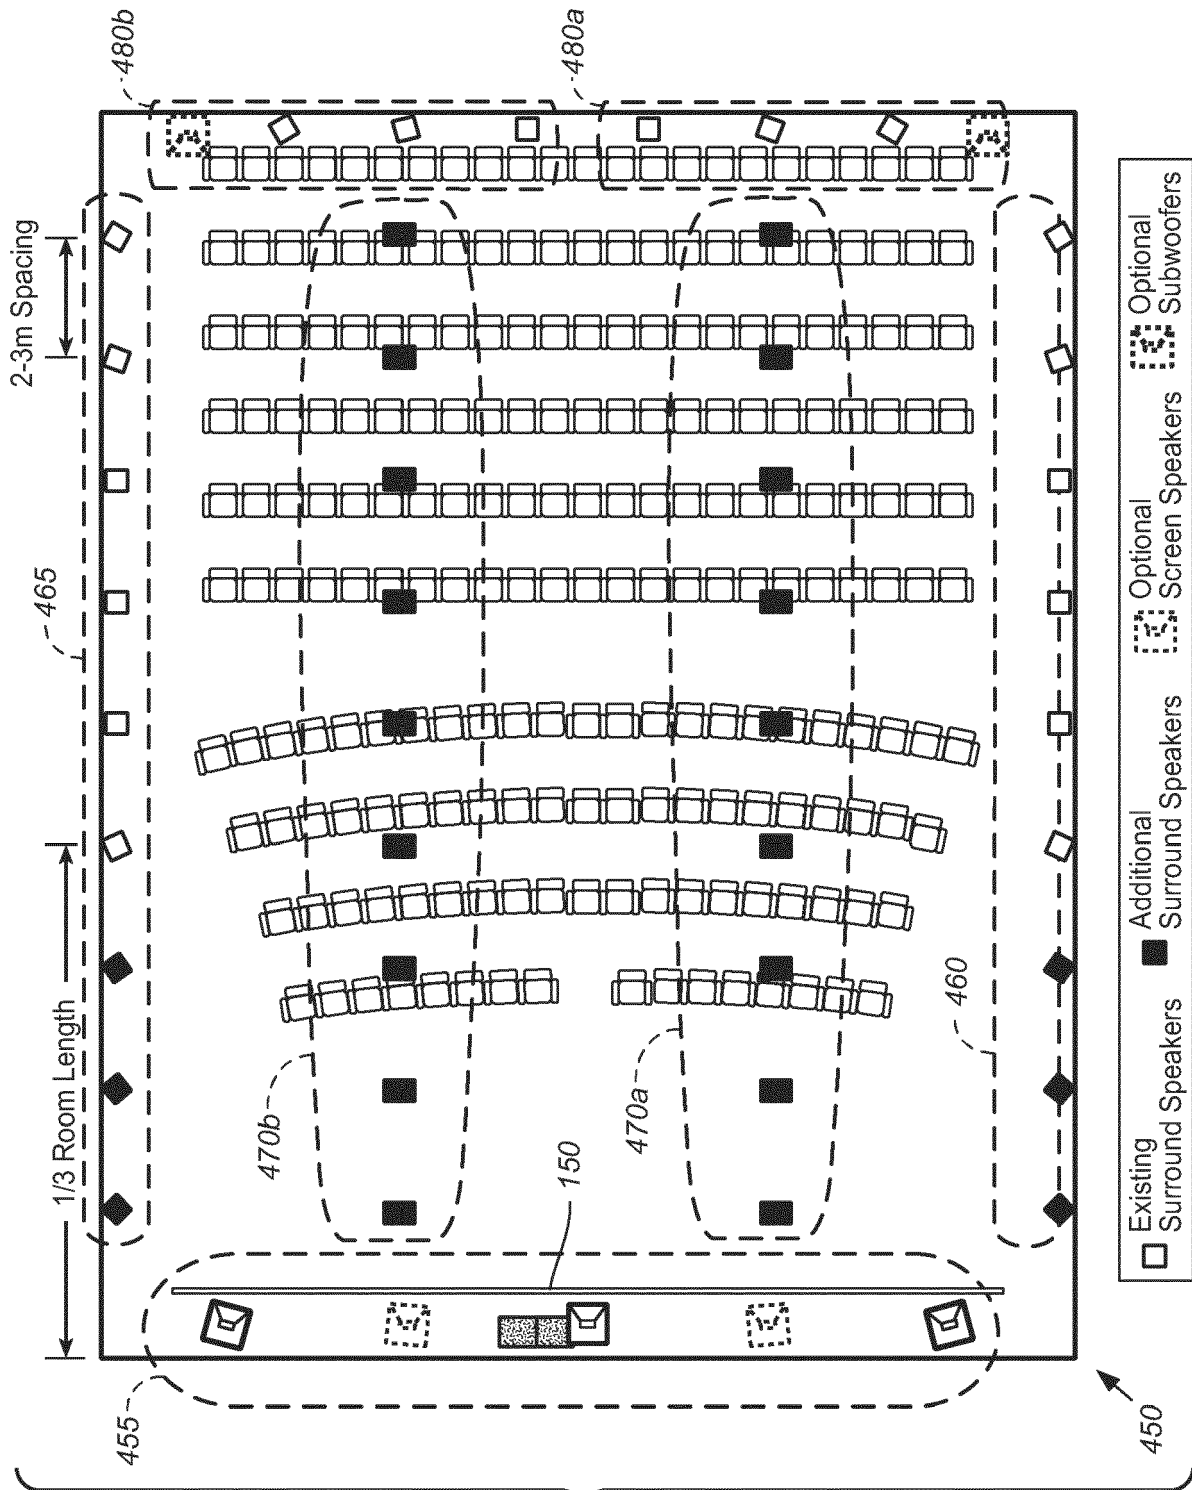 480b
480a
2-3m Spacing
465
1/3 Room Length
470b
470a
460
150
455
450
Existing
Surround Speakers
Additional
Surround Speakers
Optional
Screen Speakers
Optional
Subwoofers